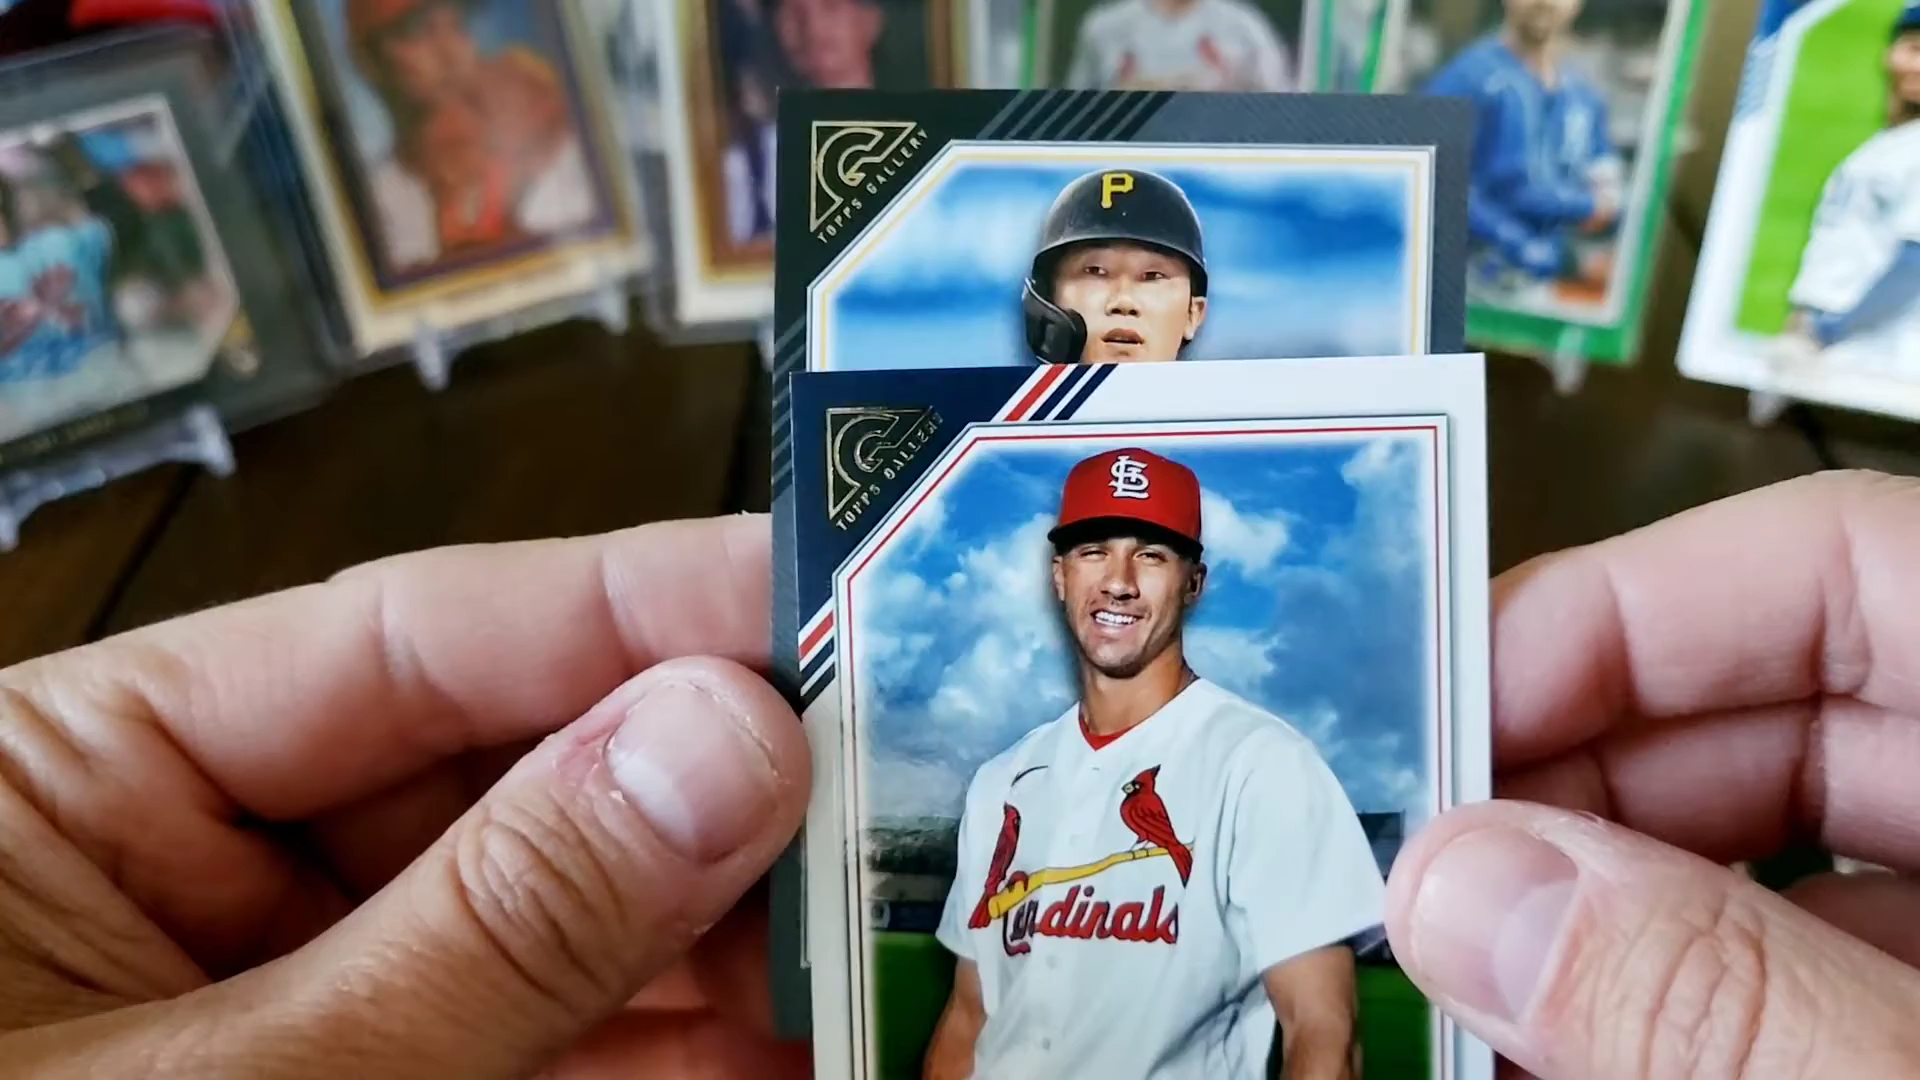 TOPPS GALLERY
P
TOPPS GALLERY
STL
Cardinals